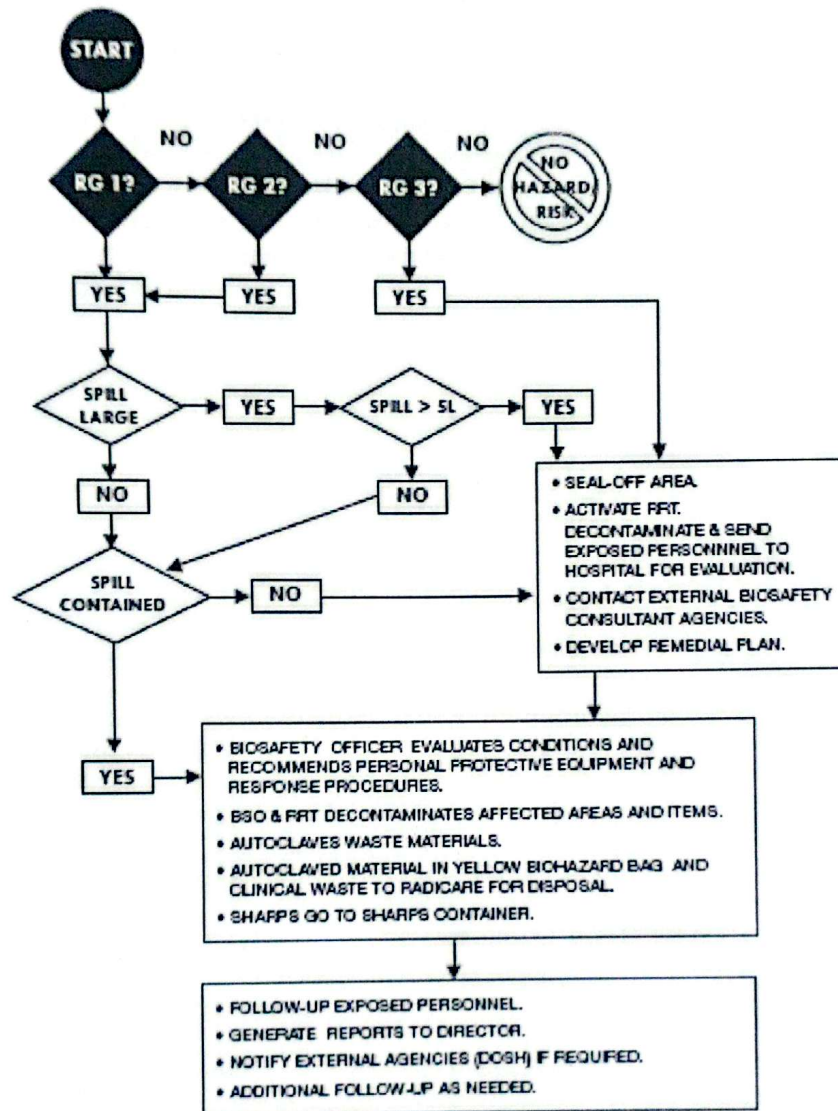 START
NO
NO
NO
RG 1?
RG 2?
RG 3?
NO
HAZARD/
RISK
YES
YES
YES
SPILL
LARGE
YES
SPILL > 5L
YES
NO
NO
• SEAL-OFF AREA.
• ACTIVATE RRT.
DECONTAMINATE & SEND
EXPOSED PERSONNNEL TO
HOSPITAL FOR EVALUATION.
• CONTACT EXTERNAL BIOSAFETY
CONSULTANT AGENCIES.
• DEVELOP REMEDIAL PLAN.
SPILL
CONTAINED
NO
YES
• BIOSAFETY OFFICER EVALUATES CONDITIONS AND
RECOMMENDS PERSONAL PROTECTIVE EQUIPMENT AND
RESPONSE PROCEDURES.
• BSO & RRT DECONTAMINATES AFFECTED AREAS AND ITEMS.
• AUTOCLAVES WASTE MATERIALS.
• AUTOCLAVED MATERIAL IN YELLOW BIOHAZARD BAG AND
CLINICAL WASTE TO RADICARE FOR DISPOSAL.
• SHARPS GO TO SHARPS CONTAINER.
• FOLLOW-UP EXPOSED PERSONNEL.
• GENERATE REPORTS TO DIRECTOR.
• NOTIFY EXTERNAL AGENCIES (DOSH) IF REQUIRED.
• ADDITIONAL FOLLOW-UP AS NEEDED.